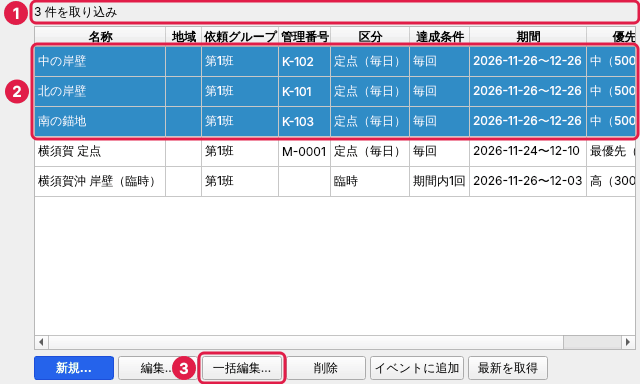 1 3 件を取り込み
名称 地域 依頼グループ 管理番号 区分 達成条件 期間 優先
2 中の岸壁 第1班 K-102 定点（毎日） 毎回 2026-11-26〜12-26 中（500
北の岸壁 第1班 K-101 定点（毎日） 毎回 2026-11-26〜12-26 中（500
南の錨地 第1班 K-103 定点（毎日） 毎回 2026-11-26〜12-26 中（500
横須賀 定点 第1班 M-0001 定点（毎日） 毎回 2026-11-24〜12-10 最優先（
横須賀沖 岸壁（臨時） 第1班 臨時 期間内1回 2026-11-26〜12-03 高（300
新規... 編集... 3 一括編集... 削除 イベントに追加 最新を取得